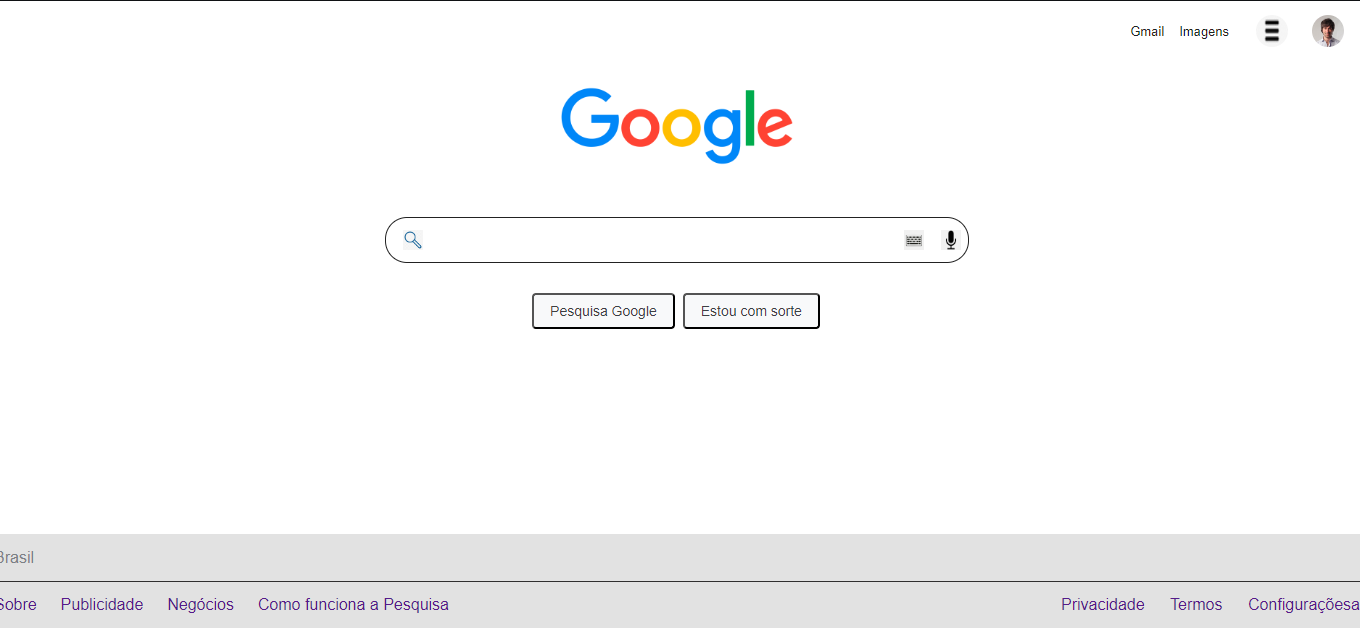 Gmail Imagens
Google
Pesquisa Google Estou com sorte
Brasil
Sobre Publicidade Negócios Como funciona a Pesquisa Privacidade Termos Configuraçõesa